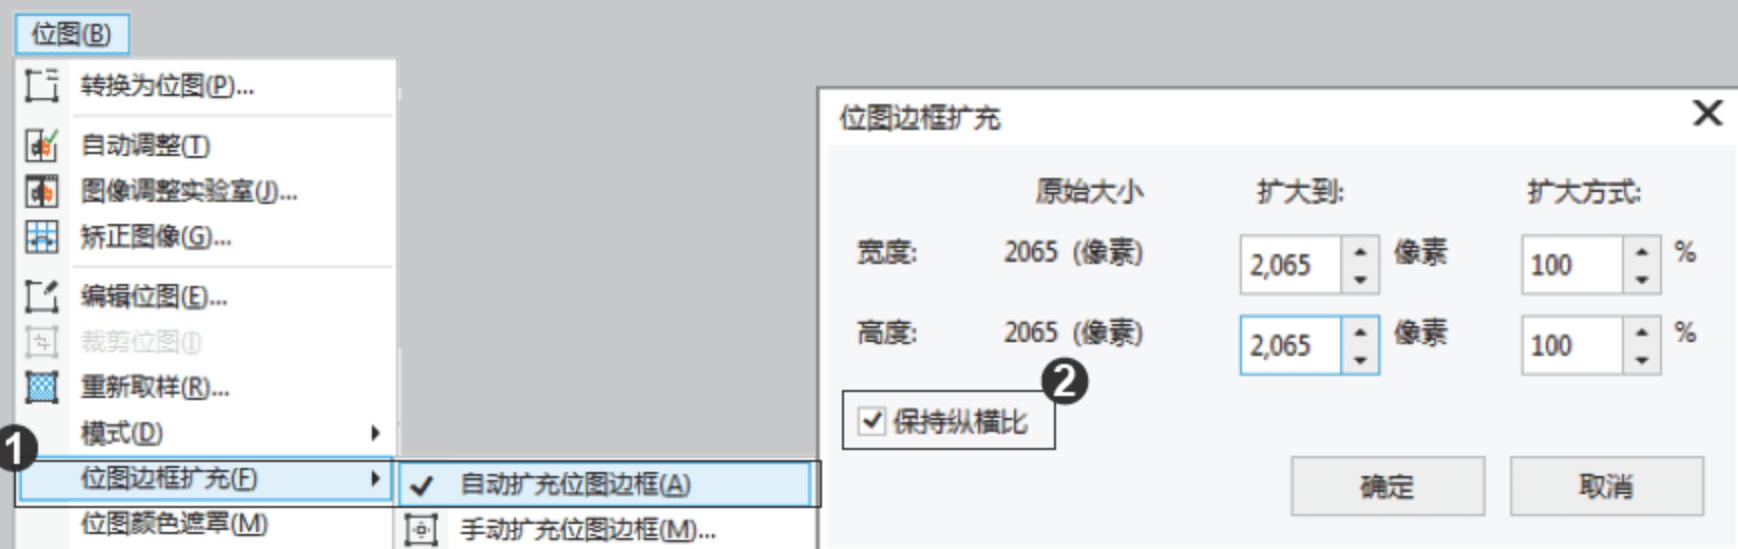 位图(B)
转换为位图(P)...
自动调整(T)
图像调整实验室(J)...
矫正图像(G)...
编辑位图(E)...
裁剪位图(I)
重新取样(R)...
模式(D)
1
位图边框扩充(F)
自动扩充位图边框(A)
位图颜色遮罩(M)
手动扩充位图边框(M)...
位图边框扩充
原始大小 扩大到: 扩大方式:
宽度: 2065 (像素) 2,065 像素 100 %
高度: 2065 (像素) 2,065 像素 100 %
2
保持纵横比
确定 取消